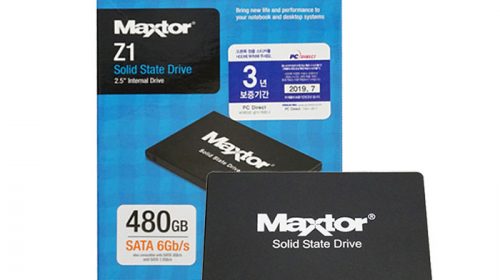 Bring new life and performance to
your notebook and desktop systems
Maxtor®
Z1
Solid State Drive
2.5" Internal Drive
PC DIRECT
3년
보증기간
2019. 7
PC Direct
Maxtor
Solid State Drive
480GB
SATA 6Gb/s
Maxtor®
Solid State Drive